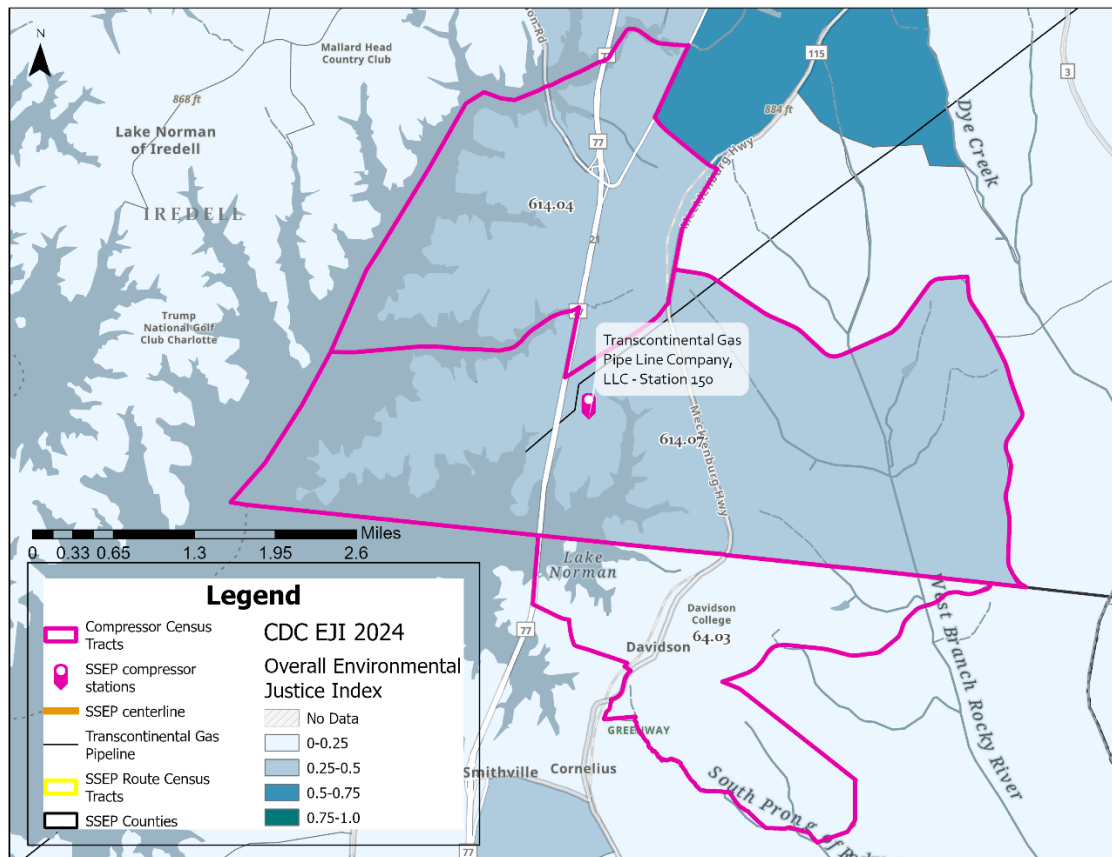 N
Mallard Head
Country Club
on-Rd
77
115
3
868 ft
884 ft
Lake Norman
of Iredell
Dye Creek
77
Mecklenburg Hwy
IREDELL
614.04
21
Trump
National Golf
Club Charlotte
Transcontinental Gas
Pipe Line Company,
LLC - Station 150
614.07
Mecklenburg Hwy
Miles
0 0.33 0.65 1.3 1.95 2.6
Lake
Norman
West Branch Rocky River
77
Davidson
College
64.03
Davidson
GREENWAY
Smithville
Cornelius
South Prong of
77
Legend
Compressor Census
Tracts
SSEP compressor
stations
SSEP centerline
Transcontinental Gas
Pipeline
SSEP Route Census
Tracts
SSEP Counties
CDC EJI 2024
Overall Environmental
Justice Index
No Data
0-0.25
0.25-0.5
0.5-0.75
0.75-1.0